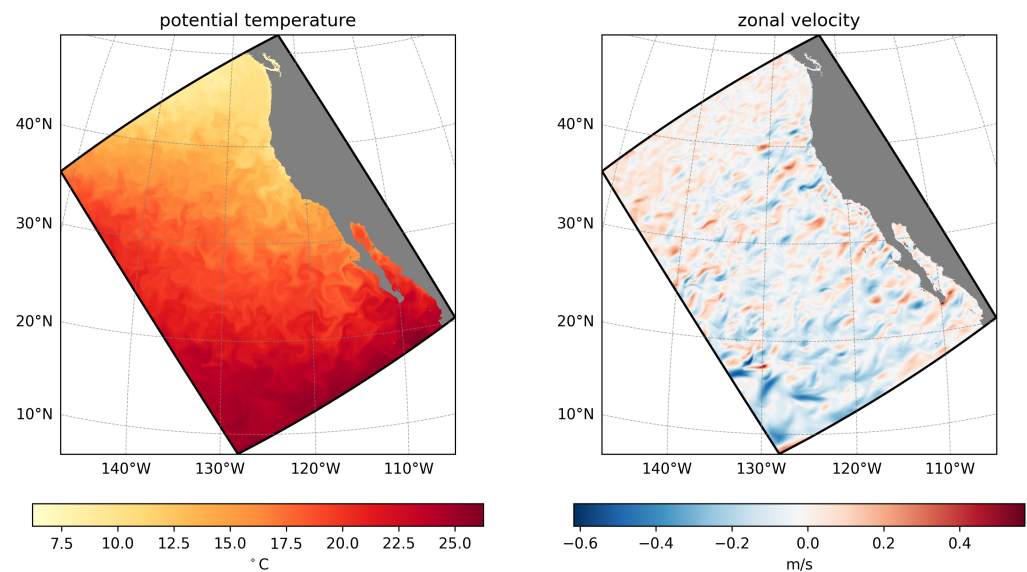 potential temperature
40°N
30°N
20°N
10°N
140°W
130°W
120°W
110°W
7.5
10.0
12.5
15.0
17.5
20.0
22.5
25.0
°C
zonal velocity
40°N
30°N
20°N
10°N
140°W
130°W
120°W
110°W
−0.6
−0.4
−0.2
0.0
0.2
0.4
m/s